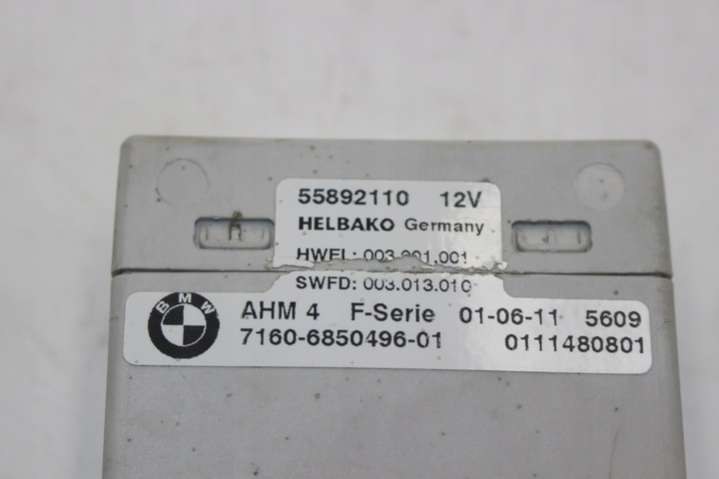 55892110 12V
HELBAKO Germany
HWEL: 003.001.001
SWFD: 003.013.010
BMW
AHM 4 F-Serie 01-06-11 5609
7160-6850496-01 0111480801